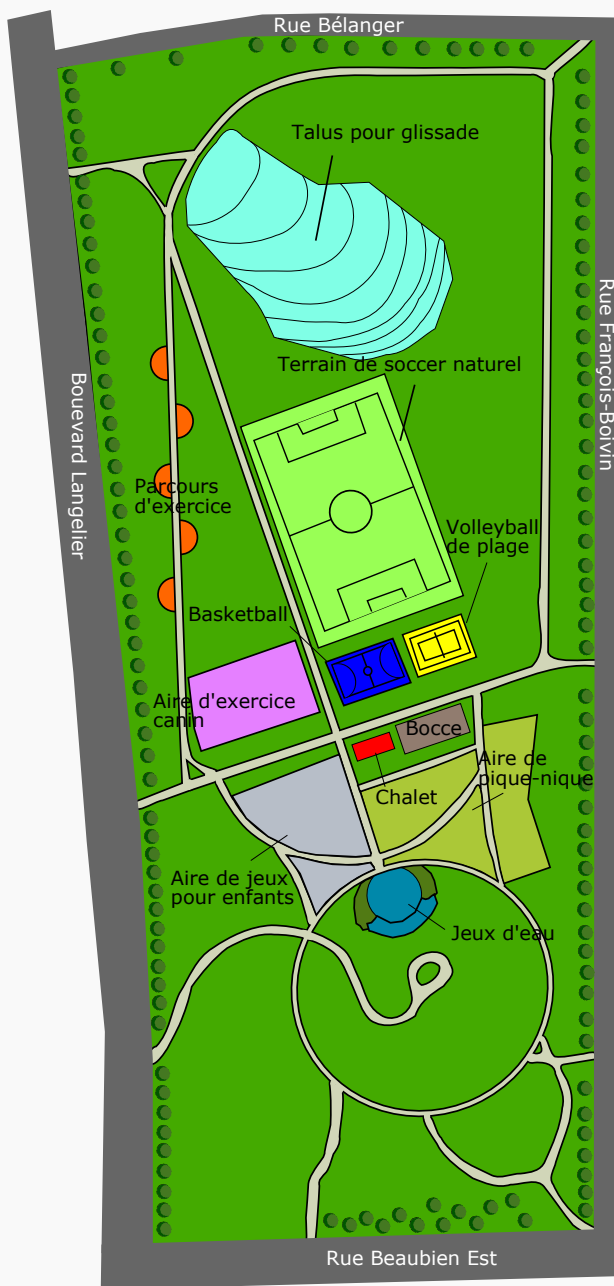 Rue Bélanger
Talus pour glissade
Rue François-Boivin
Terrain de soccer naturel
Bouevard Langelier
Parcours
d'exercice
Volleyball
de plage
Basketball
Aire d'exercice
canin
Bocce
Aire de
pique-nique
Chalet
Aire de jeux
pour enfants
Jeux d'eau
Rue Beaubien Est